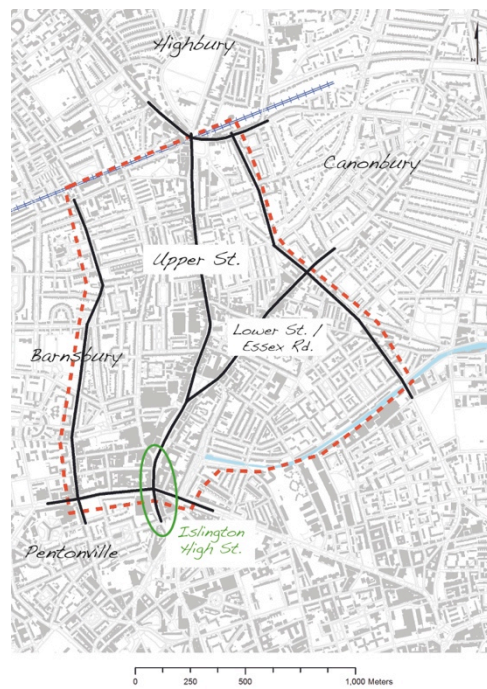 Highbury
Canonbury
Upper St.
Lower St. /
Essex Rd.
Barnsbury
Islington
High St.
Pentonville
0 250 500 1,000 Meters